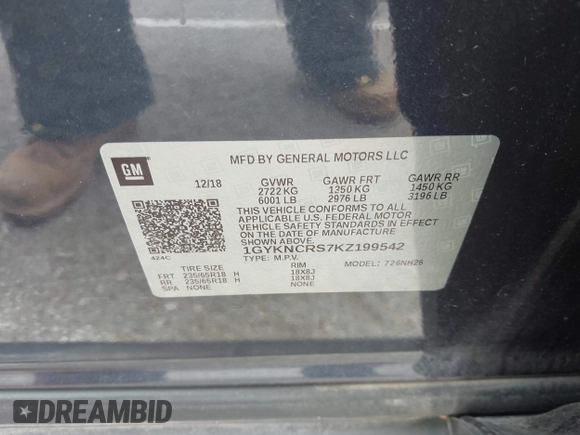 GM
MFD BY GENERAL MOTORS LLC
12/18 GVWR GAWR FRT GAWR RR
2722 KG 1350 KG 1450 KG
6001 LB 2976 LB 3196 LB
THIS VEHICLE CONFORMS TO ALL
APPLICABLE U.S. FEDERAL MOTOR
VEHICLE SAFETY STANDARDS IN EFFECT
ON THE DATE OF MANUFACTURE
SHOWN ABOVE.
1GYKNCRS7KZ199542
424C
TYPE: M.P.V. MODEL: 726NH26
TIRE SIZE RIM
FRT 235/65R18 H 18X8J
RR 235/65R18 H 18X8J
SPA NONE NONE
DREAMBID